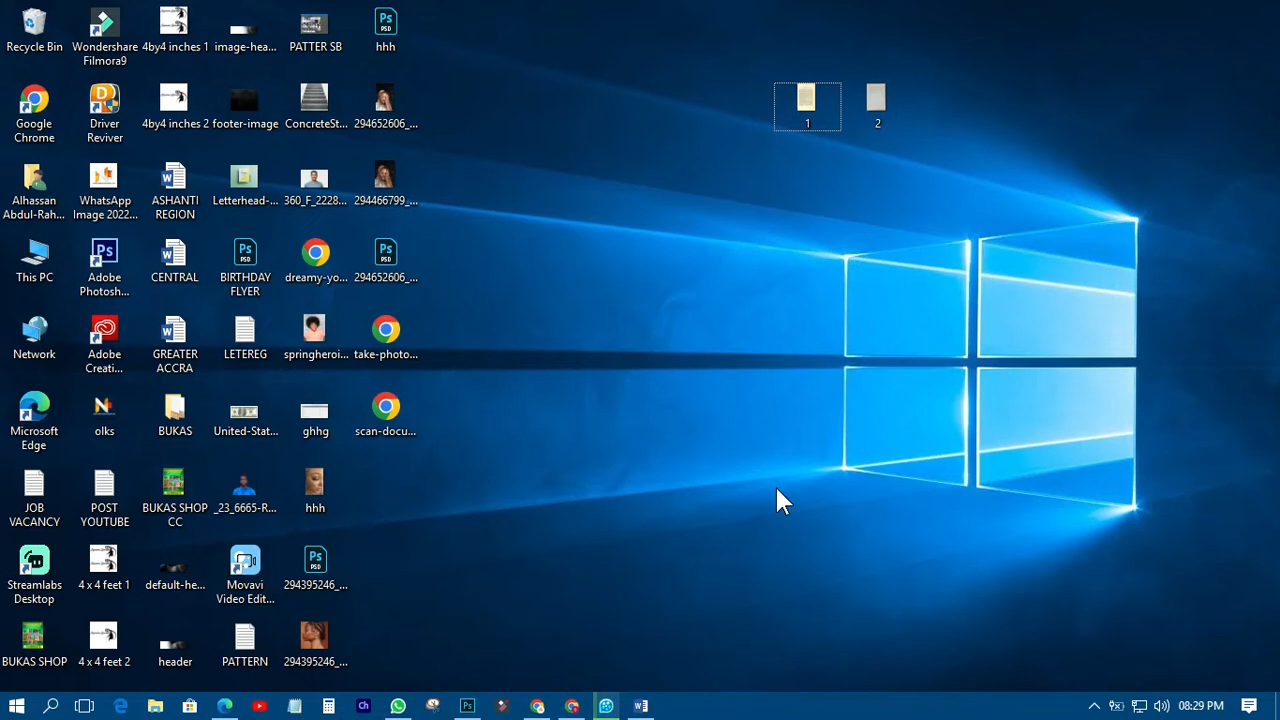 Recycle Bin
Wondershare
Filmora9
4by4 inches 1
image-hea...
PATTER SB
hhh
Google
Chrome
Driver
Reviver
4by4 inches 2
footer-image
ConcreteSt...
294652606_...
1
2
Alhassan
Abdul-Rah...
WhatsApp
Image 2022...
ASHANTI
REGION
Letterhead-...
360_F_2228...
294466799_...
This PC
Adobe
Photosh...
CENTRAL
BIRTHDAY
FLYER
dreamy-yo...
294652606_...
Network
Adobe
Creati...
GREATER
ACCRA
LETEREG
springheroi...
take-photo...
Microsoft
Edge
olks
BUKAS
United-Stat...
ghhg
scan-docu...
JOB
VACANCY
POST
YOUTUBE
BUKAS SHOP
CC
_23_6665-R...
hhh
Streamlabs
Desktop
4 x 4 feet 1
default-he...
Movavi
Video Edit...
294395246_...
BUKAS SHOP
4 x 4 feet 2
header
PATTERN
294395246_...
08:29 PM